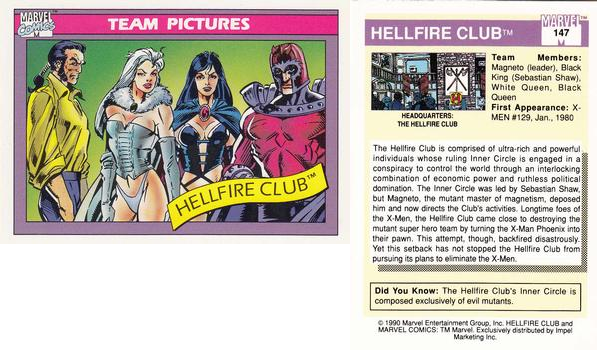 MARVEL
COMICS™
TEAM PICTURES
HELLFIRE CLUB™
HELLFIRE CLUB™
MARVEL™
147
Team Members:
Magneto (leader), Black
King (Sebastian Shaw),
White Queen, Black
Queen
First Appearance: X-
MEN #129, Jan., 1980
HEADQUARTERS:
THE HELLFIRE CLUB
The Hellfire Club is comprised of ultra-rich and powerful
individuals whose ruling Inner Circle is engaged in a
conspiracy to control the world through an interlocking
combination of economic power and ruthless political
domination. The Inner Circle was led by Sebastian Shaw,
but Magneto, the mutant master of magnetism, deposed
him and now directs the Club's activities. Longtime foes of
the X-Men, the Hellfire Club came close to destroying the
mutant super hero team by turning the X-Man Phoenix into
their pawn. This attempt, though, backfired disastrously.
Yet this setback has not stopped the Hellfire Club from
pursuing its plans to eliminate the X-Men.
Did You Know: The Hellfire Club's Inner Circle is
composed exclusively of evil mutants.
© 1990 Marvel Entertainment Group, Inc. HELLFIRE CLUB and
MARVEL COMICS: TM Marvel. Exclusively distributed by Impel
Marketing Inc.